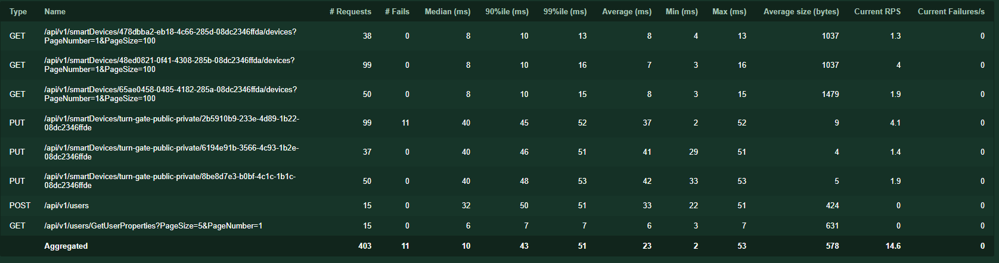 Type Name # Requests # Fails Median (ms) 90%ile (ms) 99%ile (ms) Average (ms) Min (ms) Max (ms) Average size (bytes) Current RPS Current Failures/s
GET /api/v1/smartDevices/478dbba2-eb18-4c66-285d-08dc2346ffda/devices? 38 0 8 10 13 8 4 13 1037 1.3 0
PageNumber=1&PageSize=100
GET /api/v1/smartDevices/48ed0821-0f41-4308-285b-08dc2346ffda/devices? 99 0 8 10 16 7 3 16 1037 4 0
PageNumber=1&PageSize=100
GET /api/v1/smartDevices/65ae0458-0485-4182-285a-08dc2346ffda/devices? 50 0 8 10 15 8 3 15 1479 1.9 0
PageNumber=1&PageSize=100
PUT /api/v1/smartDevices/turn-gate-public-private/2b5910b9-233e-4d89-1b22- 99 11 40 45 52 37 2 52 9 4.1 0
08dc2346ffde
PUT /api/v1/smartDevices/turn-gate-public-private/6194e91b-3566-4c93-1b2e- 37 0 40 46 51 41 29 51 4 1.4 0
08dc2346ffde
PUT /api/v1/smartDevices/turn-gate-public-private/8be8d7e3-b0bf-4c1c-1b1c- 50 0 40 48 53 42 33 53 5 1.9 0
08dc2346ffde
POST /api/v1/users 15 0 32 50 51 33 22 51 424 0 0
GET /api/v1/users/GetUserProperties?PageSize=5&PageNumber=1 15 0 6 7 7 6 3 7 631 0 0
Aggregated 403 11 10 43 51 23 2 53 578 14.6 0